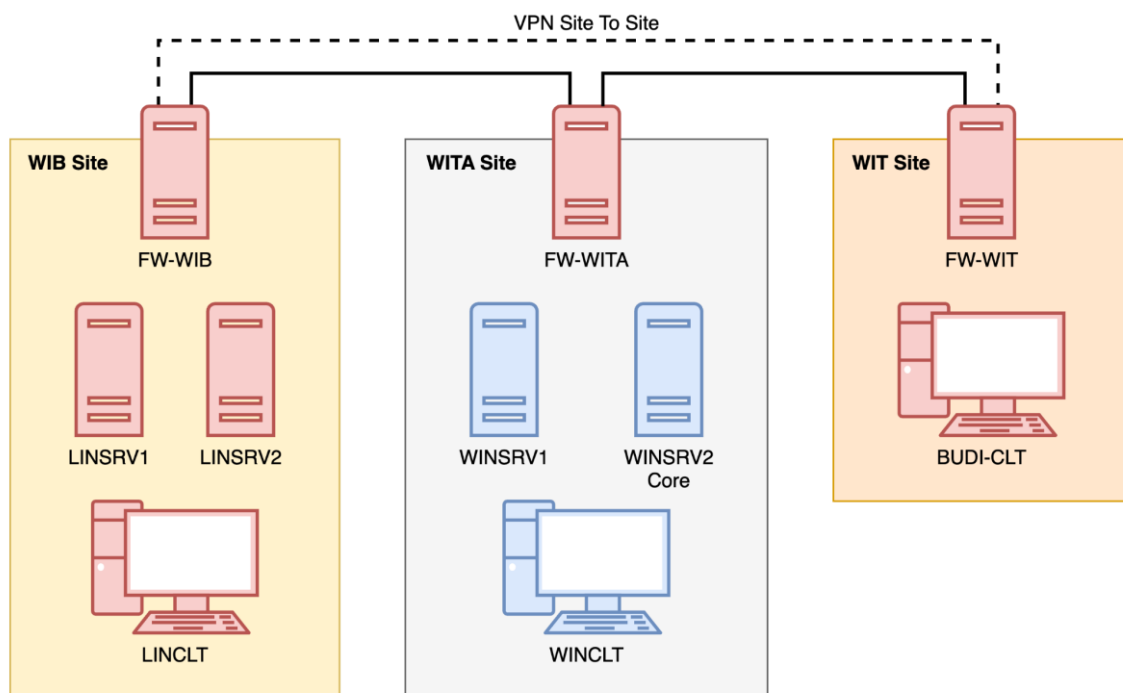 VPN Site To Site
WIB Site
WITA Site
WIT Site
FW-WIB
FW-WITA
FW-WIT
LINSRV1
LINSRV2
WINSRV1
WINSRV2
Core
BUDI-CLT
LINCLT
WINCLT